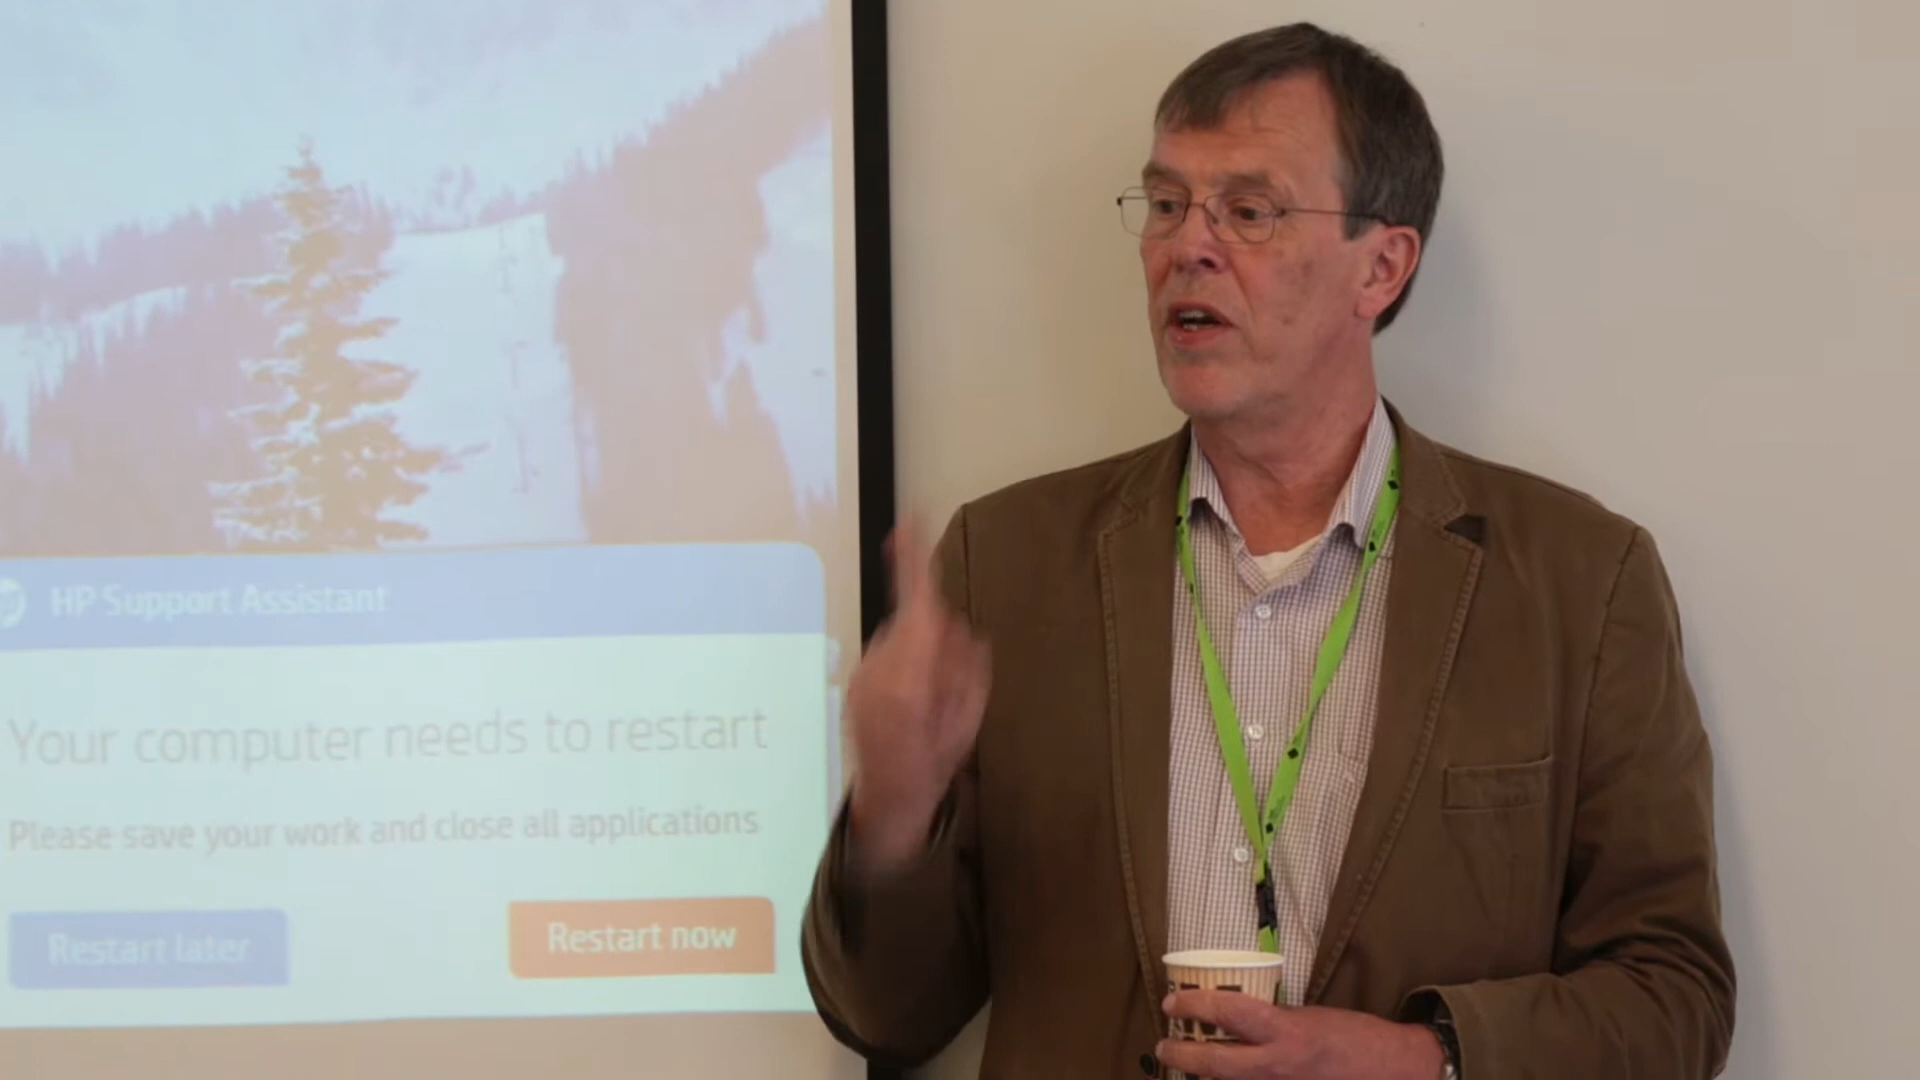 HP Support Assistant
Your computer needs to restart
Please save your work and close all applications
Restart later
Restart now